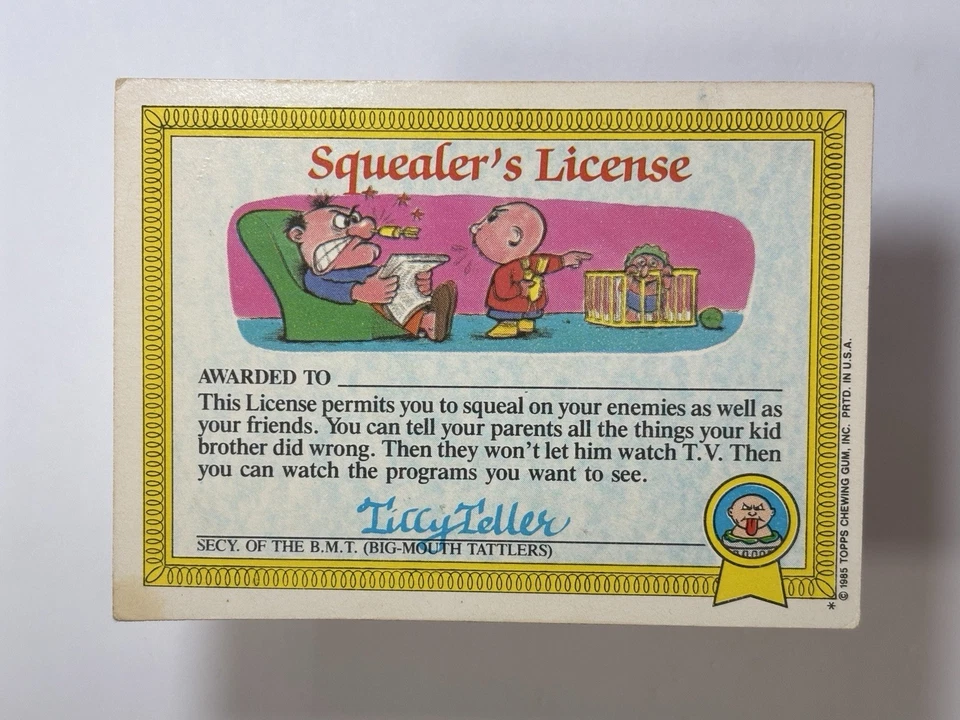 Squealer's License
AWARDED TO
This License permits you to squeal on your enemies as well as
your friends. You can tell your parents all the things your kid
brother did wrong. Then they won't let him watch T.V. Then
you can watch the programs you want to see.
Tilly Teller
SECY. OF THE B.M.T. (BIG-MOUTH TATTLERS)
* © 1985 TOPPS CHEWING GUM, INC. PRTD. IN U.S.A.